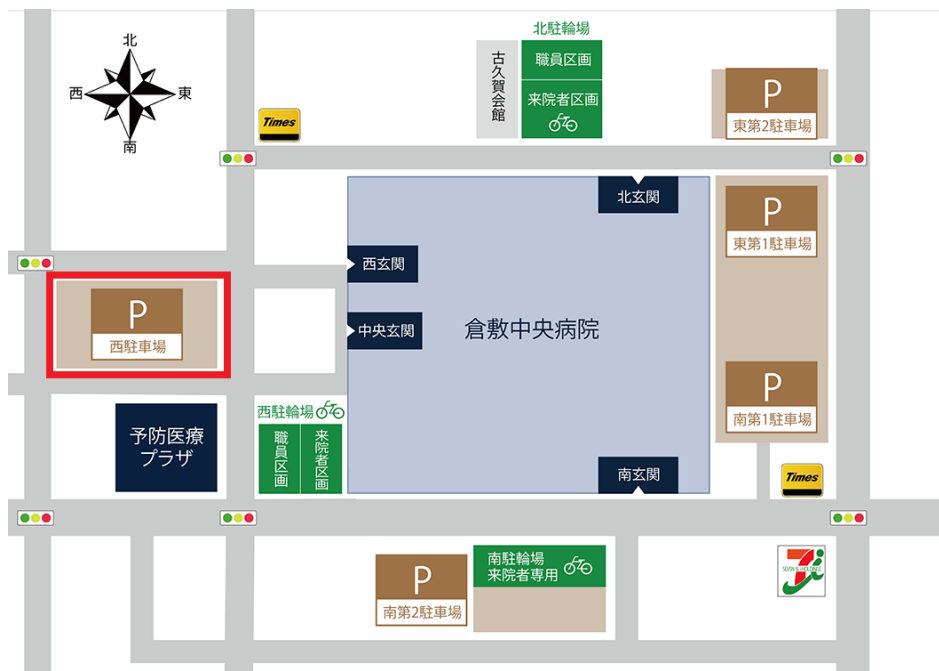 北
西
東
南
Times
古久賀会館
北駐輪場
職員区画
来院者区画
P
東第2駐車場
北玄関
P
東第1駐車場
西玄関
中央玄関
倉敷中央病院
P
西駐車場
P
南第1駐車場
予防医療
プラザ
西駐輪場
職員区画
来院者区画
南玄関
Times
P
南第2駐車場
南駐輪場
来院者専用
7i
SEVEN & i HOLDINGS